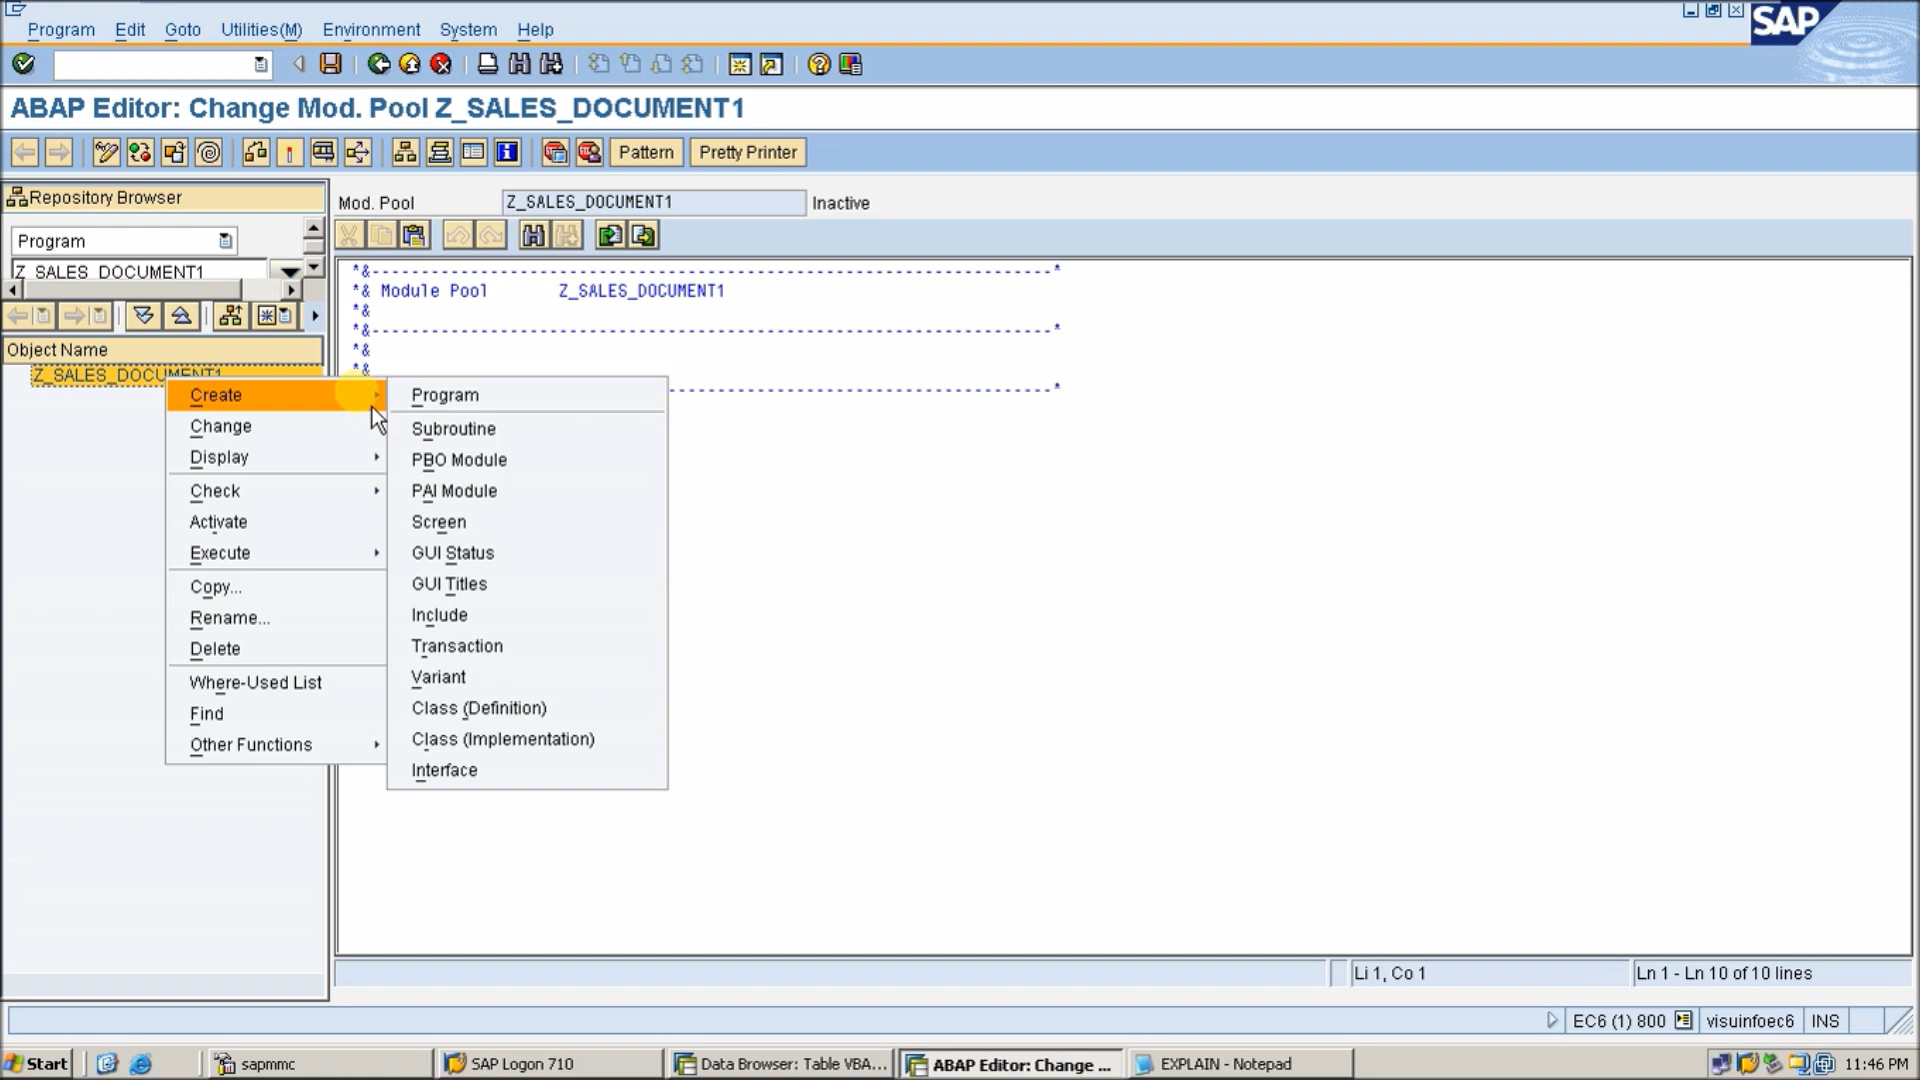 Program Edit Goto Utilities(M) Environment System Help
SAP
ABAP Editor: Change Mod. Pool Z_SALES_DOCUMENT1
Pattern Pretty Printer
Repository Browser
Program
Z_SALES_DOCUMENT1
Object Name
Z_SALES_DOCUMENT1
Mod. Pool Z_SALES_DOCUMENT1 Inactive
*&---------------------------------------------------------------------*
*& Module Pool       Z_SALES_DOCUMENT1
*&
*&---------------------------------------------------------------------*
*&
*&
---------------------------------------*
Create
Change
Display
Check
Activate
Execute
Copy...
Rename...
Delete
Where-Used List
Find
Other Functions
Program
Subroutine
PBO Module
PAI Module
Screen
GUI Status
GUI Titles
Include
Transaction
Variant
Class (Definition)
Class (Implementation)
Interface
Li 1, Co 1 Ln 1 - Ln 10 of 10 lines
EC6 (1) 800 visuinfoec6 INS
Start sapmmc SAP Logon 710 Data Browser: Table VBA... ABAP Editor: Change ... EXPLAIN - Notepad 11:46 PM